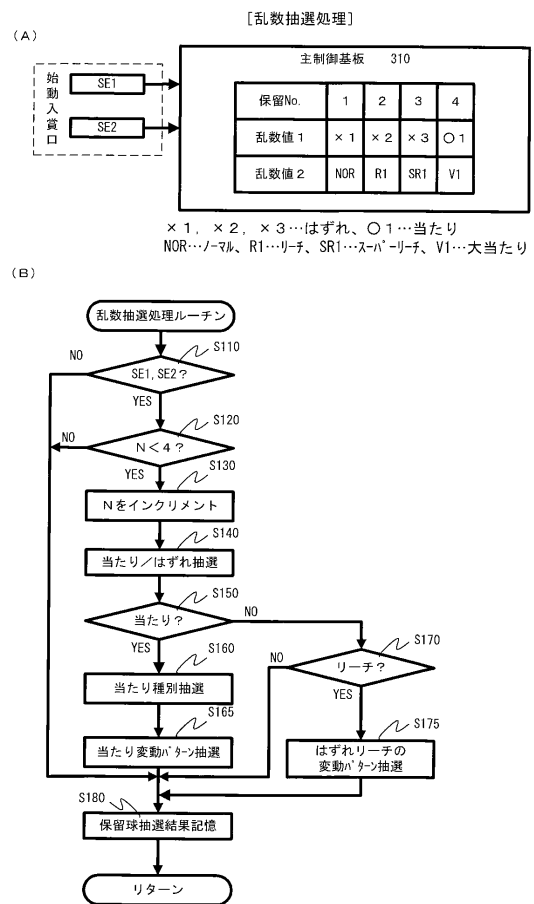 ［乱数抽選処理］
（A）
主制御基板 310
始動入賞口
SE1
SE2
保留No. 1 2 3 4
乱数値1 ×1 ×2 ×3 〇1
乱数値2 NOR R1 SR1 V1
×1，×2，×3…はずれ、〇1…当たり
NOR…ノーマル、R1…リーチ、SR1…スーパーリーチ、V1…大当たり
（B）
乱数抽選処理ルーチン
S110
NO
SE1,SE2？
YES
S120
NO
N＜4？
YES
S130
Nをインクリメント
S140
当たり／はずれ抽選
S150
当たり？
NO
YES
S170
NO
リーチ？
YES
S160
当たり種別抽選
S165
当たり変動パターン抽選
S175
はずれリーチの
変動パターン抽選
S180
保留球抽選結果記憶
リターン